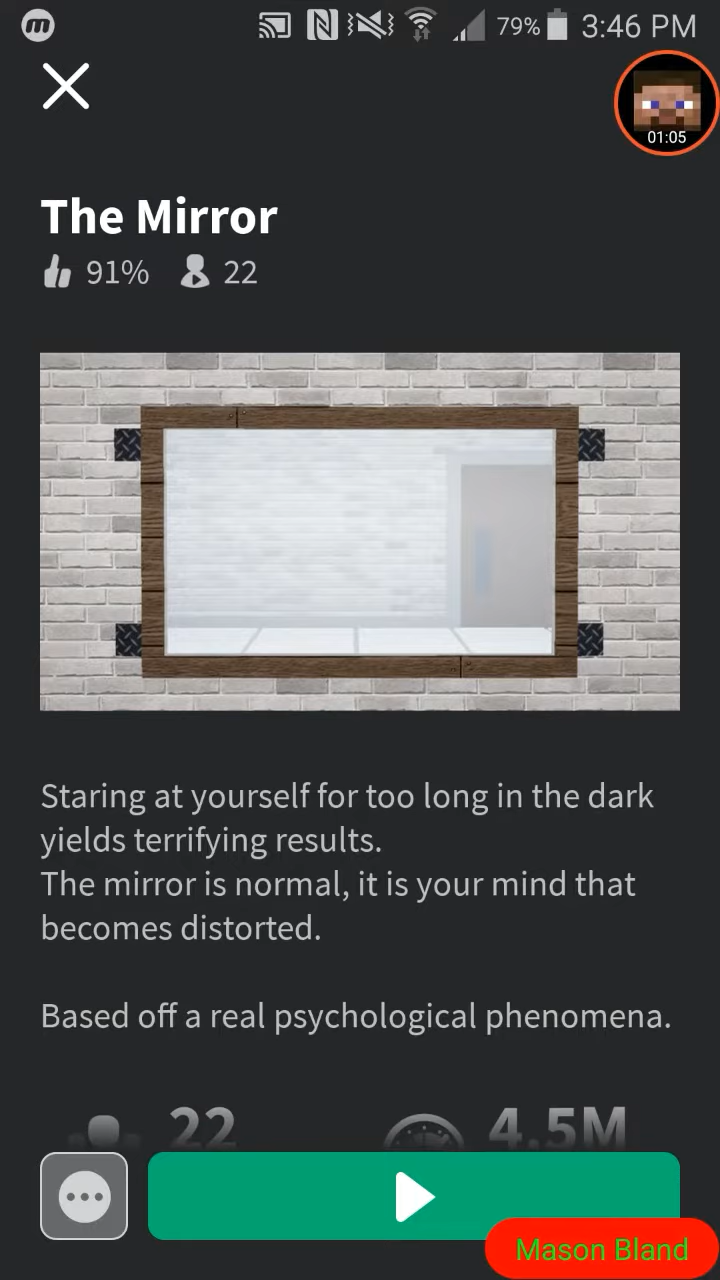 79% 3:46 PM
01:05
The Mirror
91% 22
Staring at yourself for too long in the dark
yields terrifying results.
The mirror is normal, it is your mind that
becomes distorted.
Based off a real psychological phenomena.
22 4.5M
Mason Bland